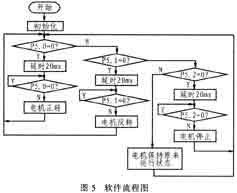 开始
初始化
P5.0=0?
N
Y
延时20ms
Y
P5.0=0?
N
电机正转
P5.1=0?
N
Y
延时20ms
Y
P5.1=0?
N
电机反转
P5.2=0?
N
Y
延时20ms
Y
P5.2=0?
N
电机停止
电机保持原来
运行状态
图 5 软件流程图